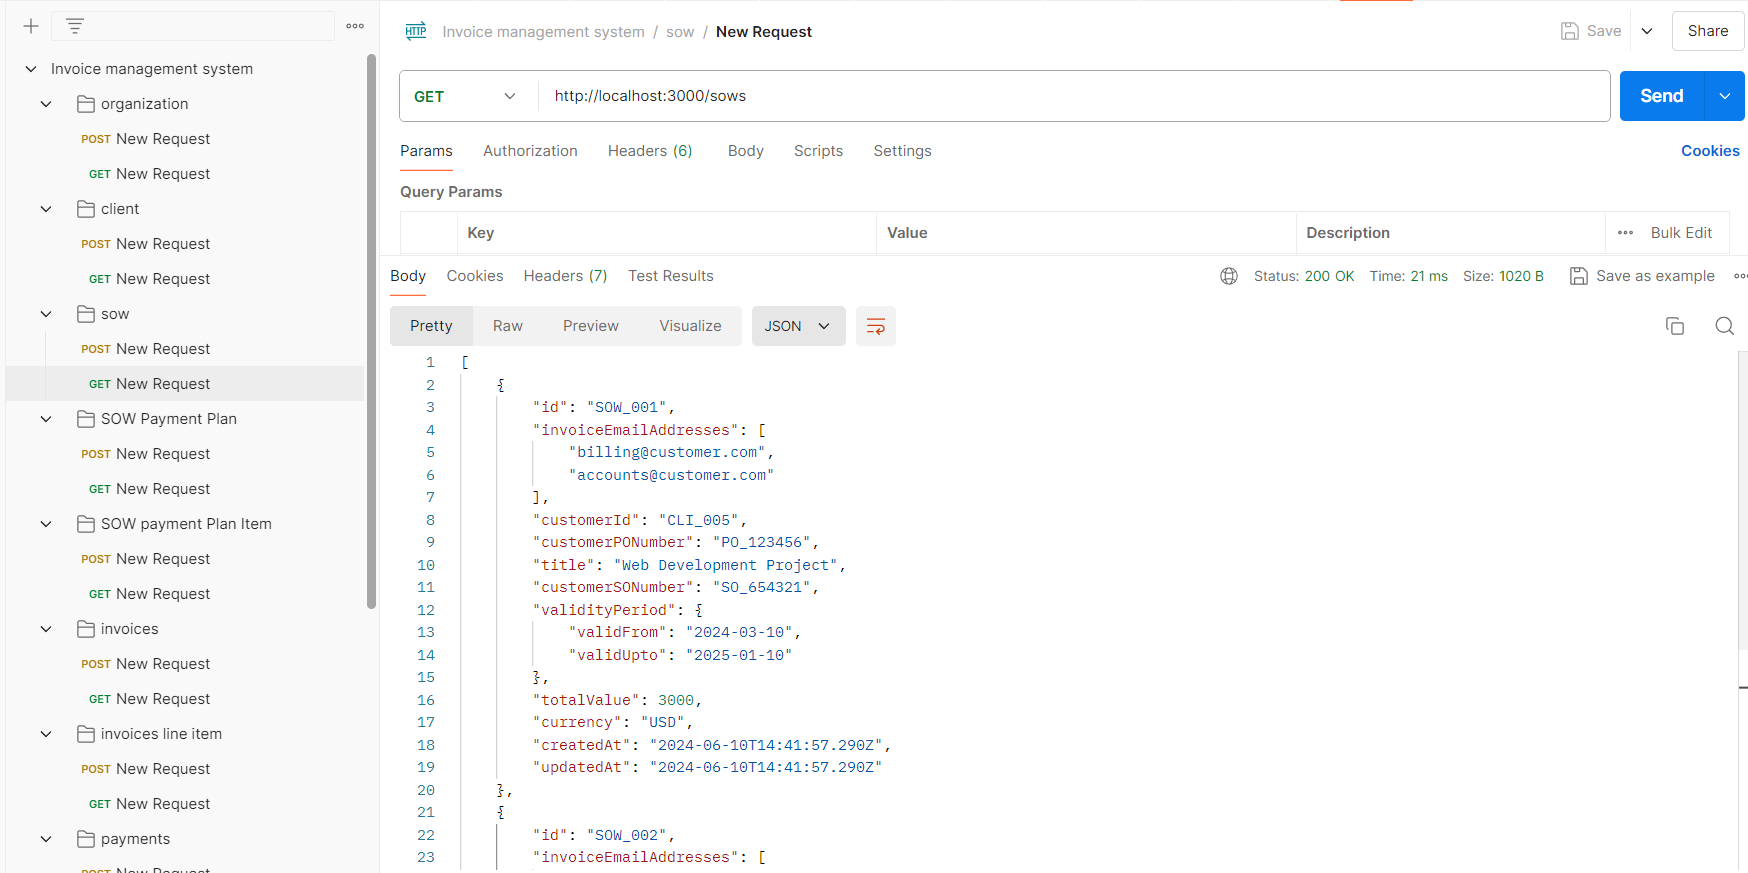 Invoice management system
organization
POST New Request
GET New Request
client
POST New Request
GET New Request
sow
POST New Request
GET New Request
SOW Payment Plan
POST New Request
GET New Request
SOW payment Plan Item
POST New Request
GET New Request
invoices
POST New Request
GET New Request
invoices line item
POST New Request
GET New Request
payments
POST New Request
HTTP Invoice management system / sow / New Request
Save
Share
GET http://localhost:3000/sows
Send
Params Authorization Headers (6) Body Scripts Settings Cookies
Query Params
Key Value Description Bulk Edit
Body Cookies Headers (7) Test Results Status: 200 OK Time: 21 ms Size: 1020 B Save as example
Pretty Raw Preview Visualize JSON
1 [
2 {
3 "id": "SOW_001",
4 "invoiceEmailAddresses": [
5 "billing@customer.com",
6 "accounts@customer.com"
7 ],
8 "customerId": "CLI_005",
9 "customerPONumber": "PO_123456",
10 "title": "Web Development Project",
11 "customerSONumber": "SO_654321",
12 "validityPeriod": {
13 "validFrom": "2024-03-10",
14 "validUpto": "2025-01-10"
15 },
16 "totalValue": 3000,
17 "currency": "USD",
18 "createdAt": "2024-06-10T14:41:57.290Z",
19 "updatedAt": "2024-06-10T14:41:57.290Z"
20 },
21 {
22 "id": "SOW_002",
23 "invoiceEmailAddresses": [